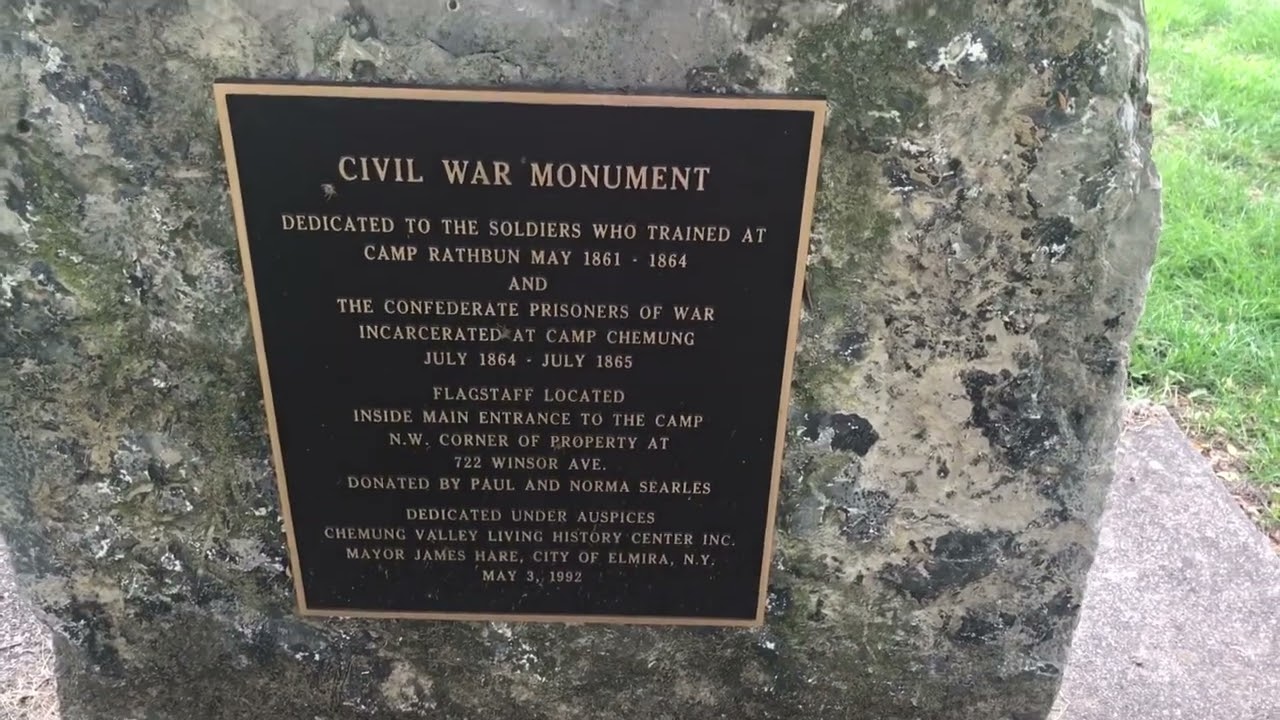 CIVIL WAR MONUMENT
DEDICATED TO THE SOLDIERS WHO TRAINED AT
CAMP RATHBUN MAY 1861 - 1864
AND
THE CONFEDERATE PRISONERS OF WAR
INCARCERATED AT CAMP CHEMUNG
JULY 1864 - JULY 1865
FLAGSTAFF LOCATED
INSIDE MAIN ENTRANCE TO THE CAMP
N.W. CORNER OF PROPERTY AT
722 WINSOR AVE.
DONATED BY PAUL AND NORMA SEARLES
DEDICATED UNDER AUSPICES
CHEMUNG VALLEY LIVING HISTORY CENTER INC.
MAYOR JAMES HARE, CITY OF ELMIRA, N.Y.
MAY 3, 1992